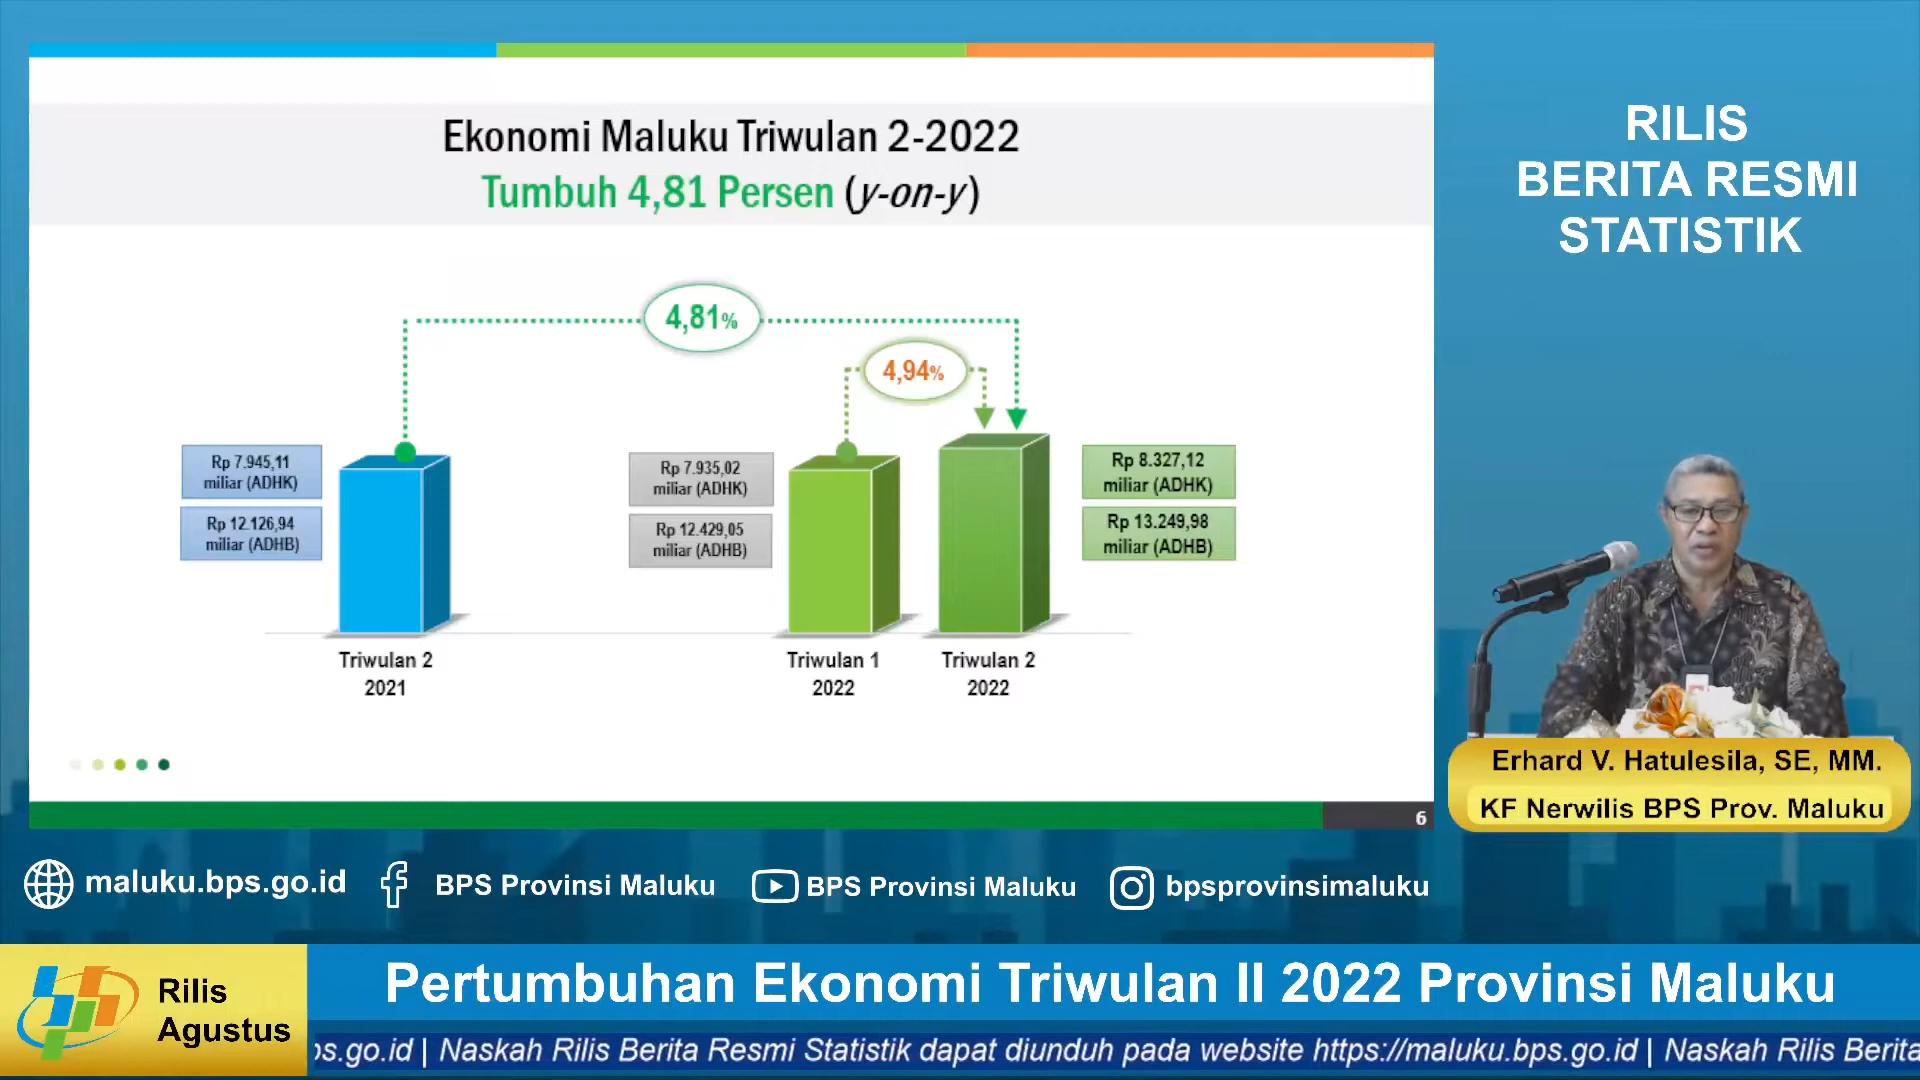 Ekonomi Maluku Triwulan 2-2022
Tumbuh 4,81 Persen (y-on-y)
4,81%
4,94%
Rp 7.945,11
miliar (ADHK)
Rp 12.126,94
miliar (ADHB)
Rp 7.935,02
miliar (ADHK)
Rp 12.429,05
miliar (ADHB)
Rp 8.327,12
miliar (ADHK)
Rp 13.249,98
miliar (ADHB)
Triwulan 2
2021
Triwulan 1
2022
Triwulan 2
2022
6
RILIS
BERITA RESMI
STATISTIK
Erhard V. Hatulesila, SE, MM.
KF Nerwilis BPS Prov. Maluku
maluku.bps.go.id
BPS Provinsi Maluku
BPS Provinsi Maluku
bpsprovinsimaluku
Rilis
Agustus
Pertumbuhan Ekonomi Triwulan II 2022 Provinsi Maluku
ps.go.id | Naskah Rilis Berita Resmi Statistik dapat diunduh pada website https://maluku.bps.go.id | Naskah Rilis Berita